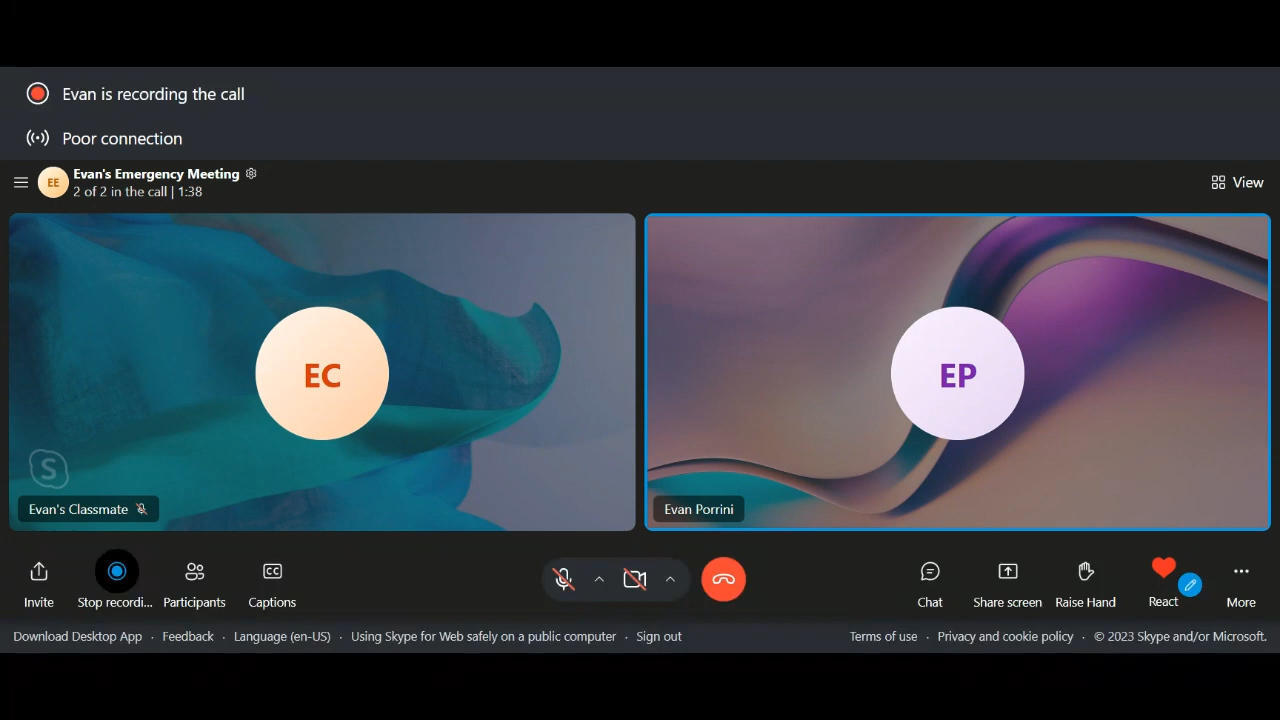 Evan is recording the call
Poor connection
EE
Evan's Emergency Meeting
2 of 2 in the call | 1:38
View
EC
EP
S
Evan's Classmate
Evan Porrini
Invite
Stop recordi...
Participants
CC
Captions
Chat
Share screen
Raise Hand
React
More
Download Desktop App · Feedback · Language (en-US) · Using Skype for Web safely on a public computer · Sign out
Terms of use · Privacy and cookie policy · © 2023 Skype and/or Microsoft.